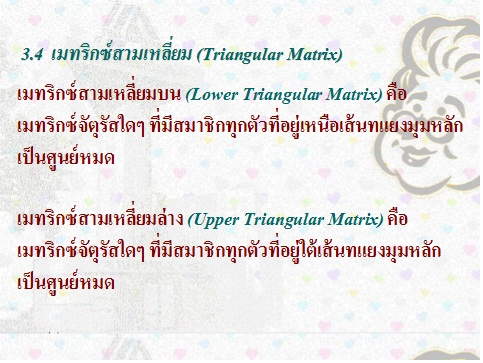 3.4 เมทริกซ์สามเหลี่ยม (Triangular Matrix)
เมทริกซ์สามเหลี่ยมบน (Lower Triangular Matrix) คือ
เมทริกซ์จัตุรัสใดๆ ที่มีสมาชิกทุกตัวที่อยู่เหนือเส้นทแยงมุมหลัก
เป็นศูนย์หมด
เมทริกซ์สามเหลี่ยมล่าง (Upper Triangular Matrix) คือ
เมทริกซ์จัตุรัสใดๆ ที่มีสมาชิกทุกตัวที่อยู่ใต้เส้นทแยงมุมหลัก
เป็นศูนย์หมด